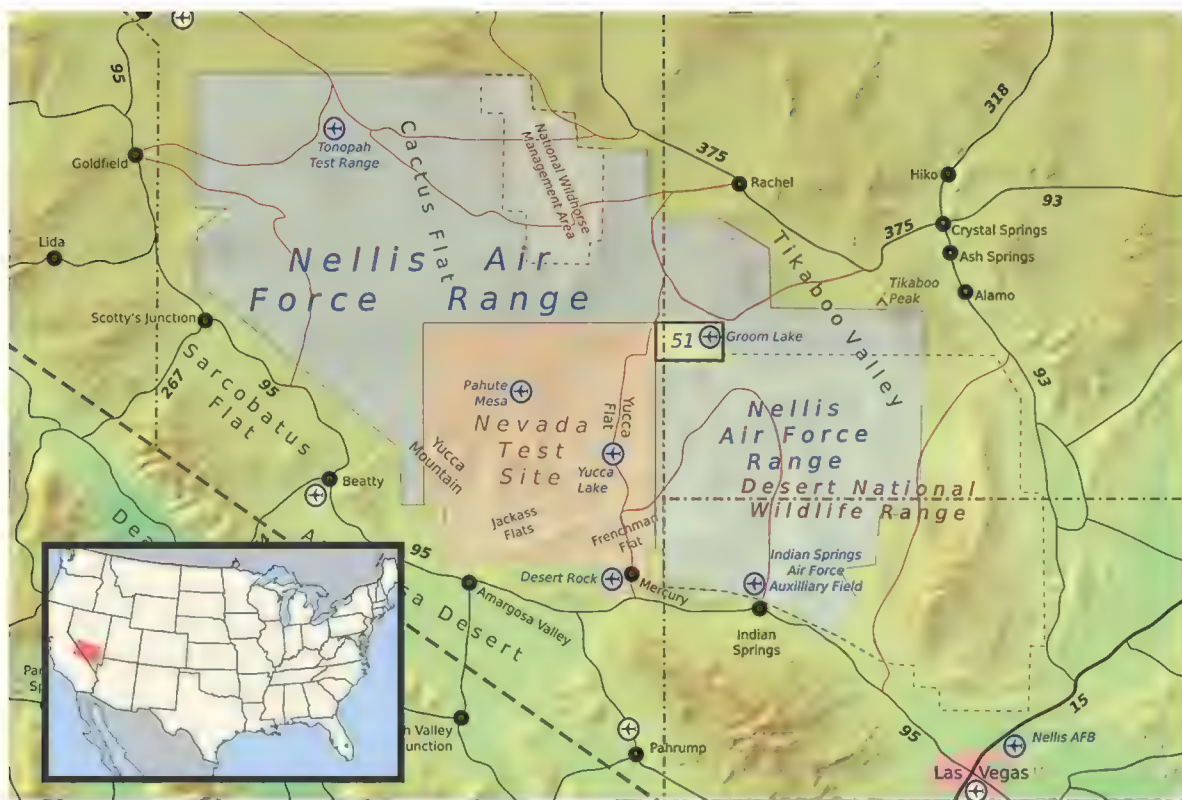 95
Goldfield
Tonopah
Test Range
Cactus Flat
National Wildhorse
Management Area
375
Rachel
318
Hiko
93
375
Crystal Springs
Ash Springs
Alamo
Tikaboo
Peak
Tikaboo Valley
Lida
Nellis Air
Force Range
Scotty's Junction
51
Groom Lake
Sarcobatus
Flat
267
95
Pahute
Mesa
Nevada
Test
Site
Yucca
Flat
Yucca
Lake
Yucca
Mountain
Nellis
Air Force
Range
Desert National
Wildlife Range
93
Beatty
Jackass
Flats
Frenchman
Flat
95
Desert Rock
Mercury
Indian Springs
Air Force
Auxilliary Field
Amargosa Valley
sa Desert
Indian
Springs
Valley
unction
Pahrump
95
15
Nellis AFB
Las Vegas